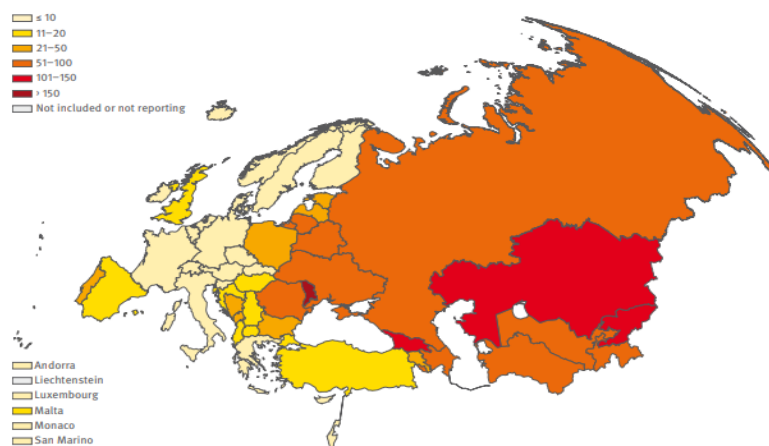 ≤ 10
11–20
21–50
51–100
101–150
> 150
Not included or not reporting
Andorra
Liechtenstein
Luxembourg
Malta
Monaco
San Marino